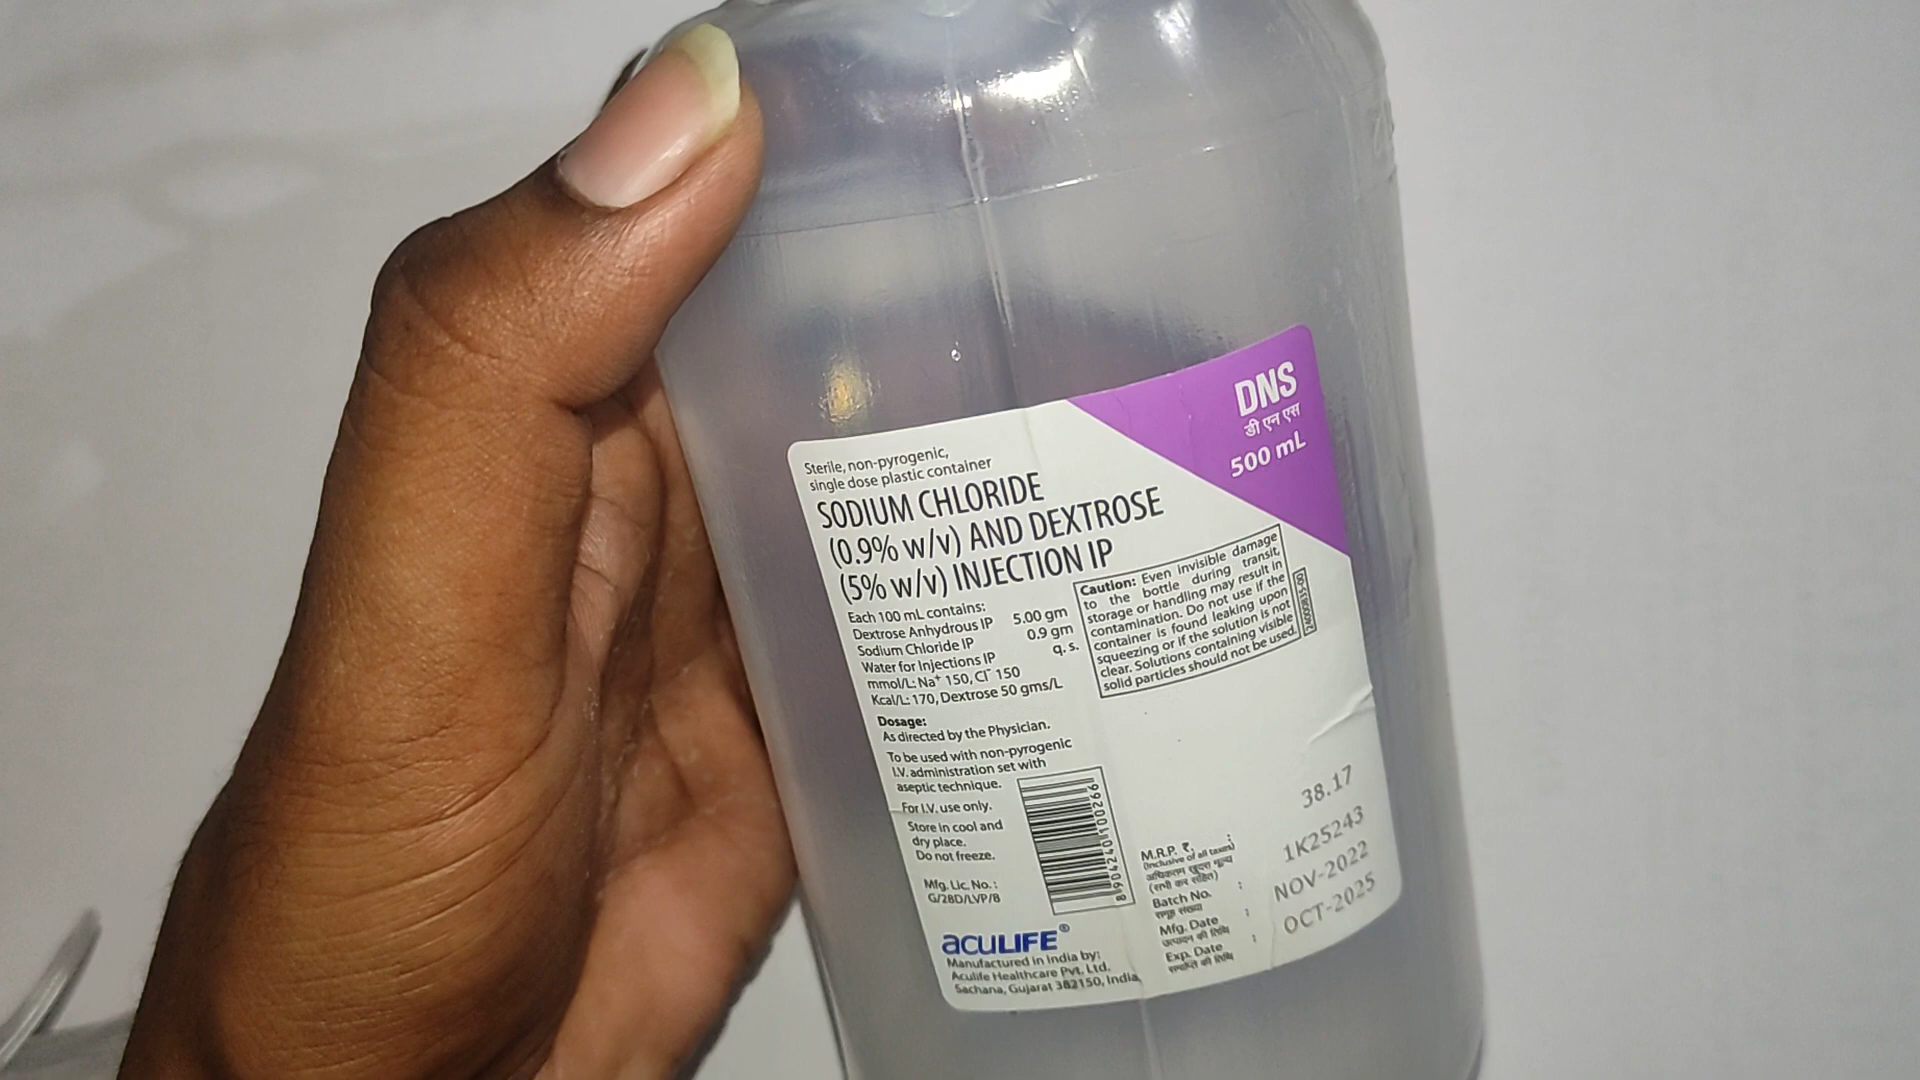 DNS
डी एन एस
500 mL
Sterile, non-pyrogenic,
single dose plastic container
SODIUM CHLORIDE
(0.9% w/v) AND DEXTROSE
(5% w/v) INJECTION IP
Each 100 mL contains:
Dextrose Anhydrous IP 5.00 gm
Sodium Chloride IP 0.9 gm
Water for Injections IP q.s.
mmol/L: Na⁺ 150, Cl⁻ 150
Kcal/L: 170, Dextrose 50 gms/L
Caution: Even invisible damage
to the bottle during transit,
storage or handling may result in
contamination. Do not use if the
container is found leaking upon
squeezing or if the solution is not
clear. Solutions containing visible
solid particles should not be used.
Dosage:
As directed by the Physician.
To be used with non-pyrogenic
I.V. administration set with
aseptic technique.
For I.V. use only.
Store in cool and
dry place.
Do not freeze.
Mfg. Lic. No.:
G/28D/LVP/8
8904240100266
acuLIFE®
Manufactured in India by:
Aculife Healthcare Pvt. Ltd.
Sachana, Gujarat 382150, India
M.R.P. ₹. : 38.17
(Inclusive of all taxes)
अधिकतम खुदरा मूल्य
(सभी कर सहित)
Batch No. : 1K25243
समूह संख्या
Mfg. Date : NOV-2022
उत्पादन की तिथि
Exp. Date : OCT-2025
समाप्ति की तिथि